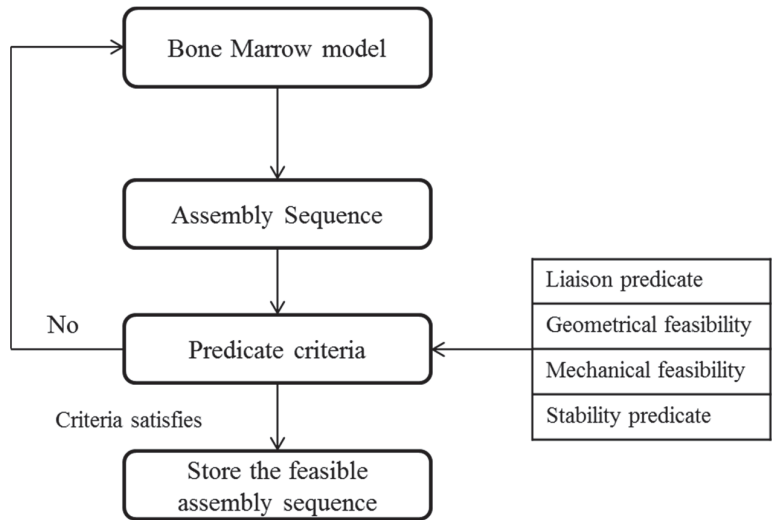 Bone Marrow model
Assembly Sequence
Liaison predicate
Geometrical feasibility
Mechanical feasibility
Stability predicate
No
Predicate criteria
Criteria satisfies
Store the feasible
assembly sequence